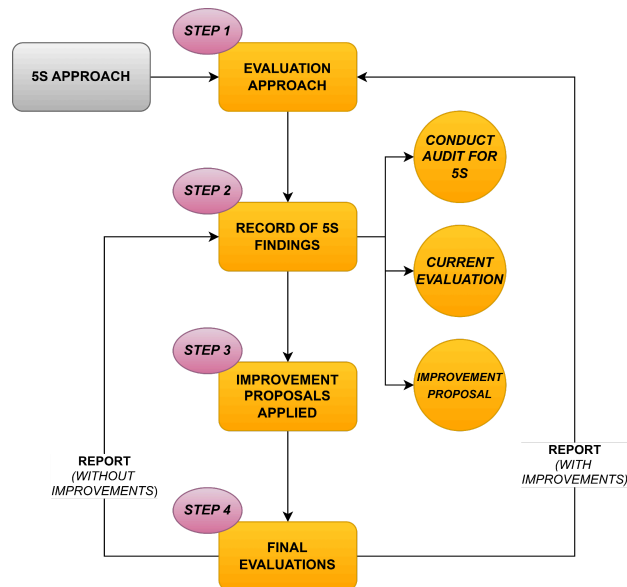 STEP 1
5S APPROACH
EVALUATION
APPROACH
CONDUCT
AUDIT FOR
5S
STEP 2
RECORD OF 5S
FINDINGS
CURRENT
EVALUATION
STEP 3
IMPROVEMENT
PROPOSALS
APPLIED
IMPROVEMENT
PROPOSAL
REPORT
(WITHOUT
IMPROVEMENTS)
REPORT
(WITH
IMPROVEMENTS)
STEP 4
FINAL
EVALUATIONS